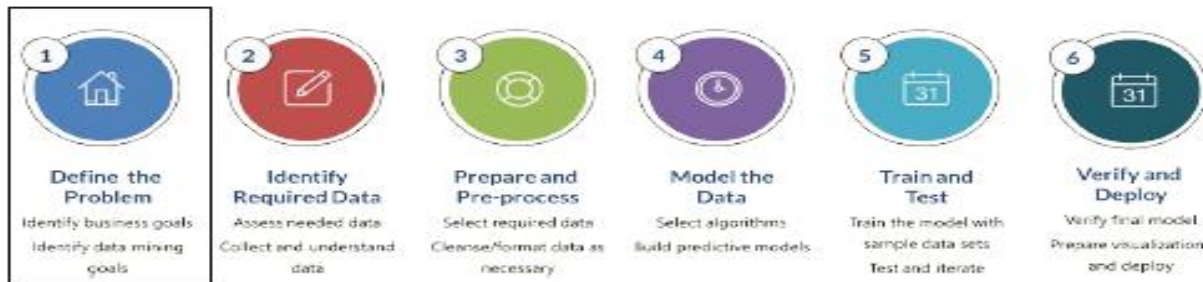 1
Define the
Problem
Identify business goals
Identify data mining
goals
2
Identify
Required Data
Assess needed data
Collect and understand
data
3
Prepare and
Pre-process
Select required data
Cleanse/format data as
necessary
4
Model the
Data
Select algorithms
Build predictive models
5
31
Train and
Test
Train the model with
sample data sets
Test and iterate
6
31
Verify and
Deploy
Verify final model
Prepare visualization
and deploy